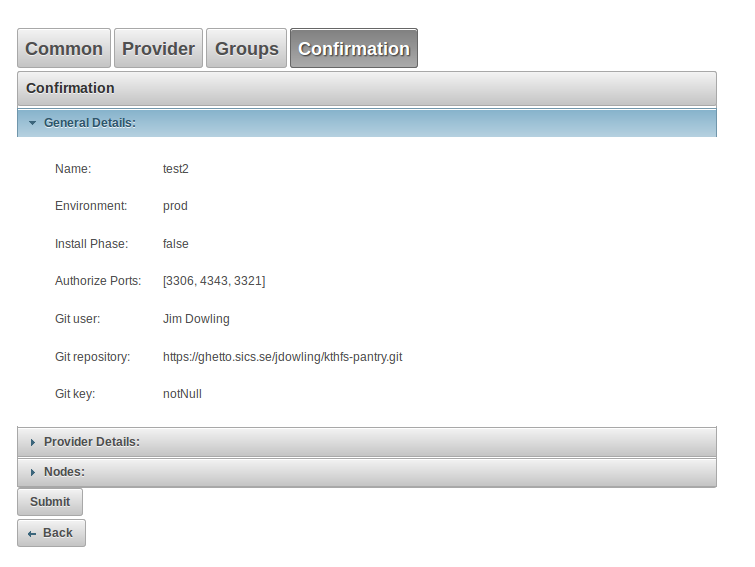 Common Provider Groups Confirmation
Confirmation
General Details:
Name: test2
Environment: prod
Install Phase: false
Authorize Ports: [3306, 4343, 3321]
Git user: Jim Dowling
Git repository: https://ghetto.sics.se/jdowling/kthfs-pantry.git
Git key: notNull
Provider Details:
Nodes:
Submit
Back